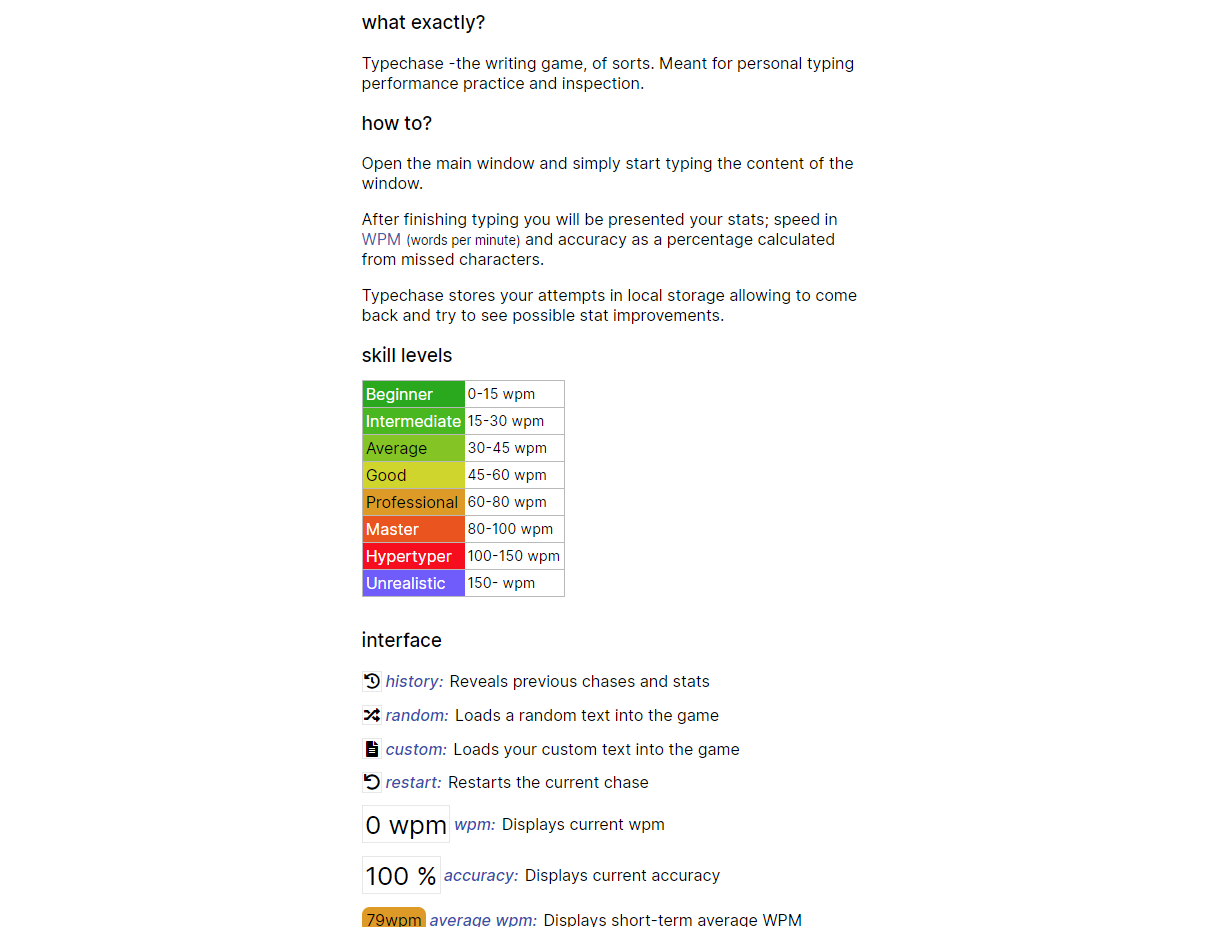 what exactly?
Typechase -the writing game, of sorts. Meant for personal typing
performance practice and inspection.
how to?
Open the main window and simply start typing the content of the
window.
After finishing typing you will be presented your stats; speed in
WPM (words per minute) and accuracy as a percentage calculated
from missed characters.
Typechase stores your attempts in local storage allowing to come
back and try to see possible stat improvements.
skill levels
Beginner 0-15 wpm
Intermediate 15-30 wpm
Average 30-45 wpm
Good 45-60 wpm
Professional 60-80 wpm
Master 80-100 wpm
Hypertyper 100-150 wpm
Unrealistic 150- wpm
interface
history: Reveals previous chases and stats
random: Loads a random text into the game
custom: Loads your custom text into the game
restart: Restarts the current chase
0 wpm wpm: Displays current wpm
100 % accuracy: Displays current accuracy
79wpm average wpm: Displays short-term average WPM